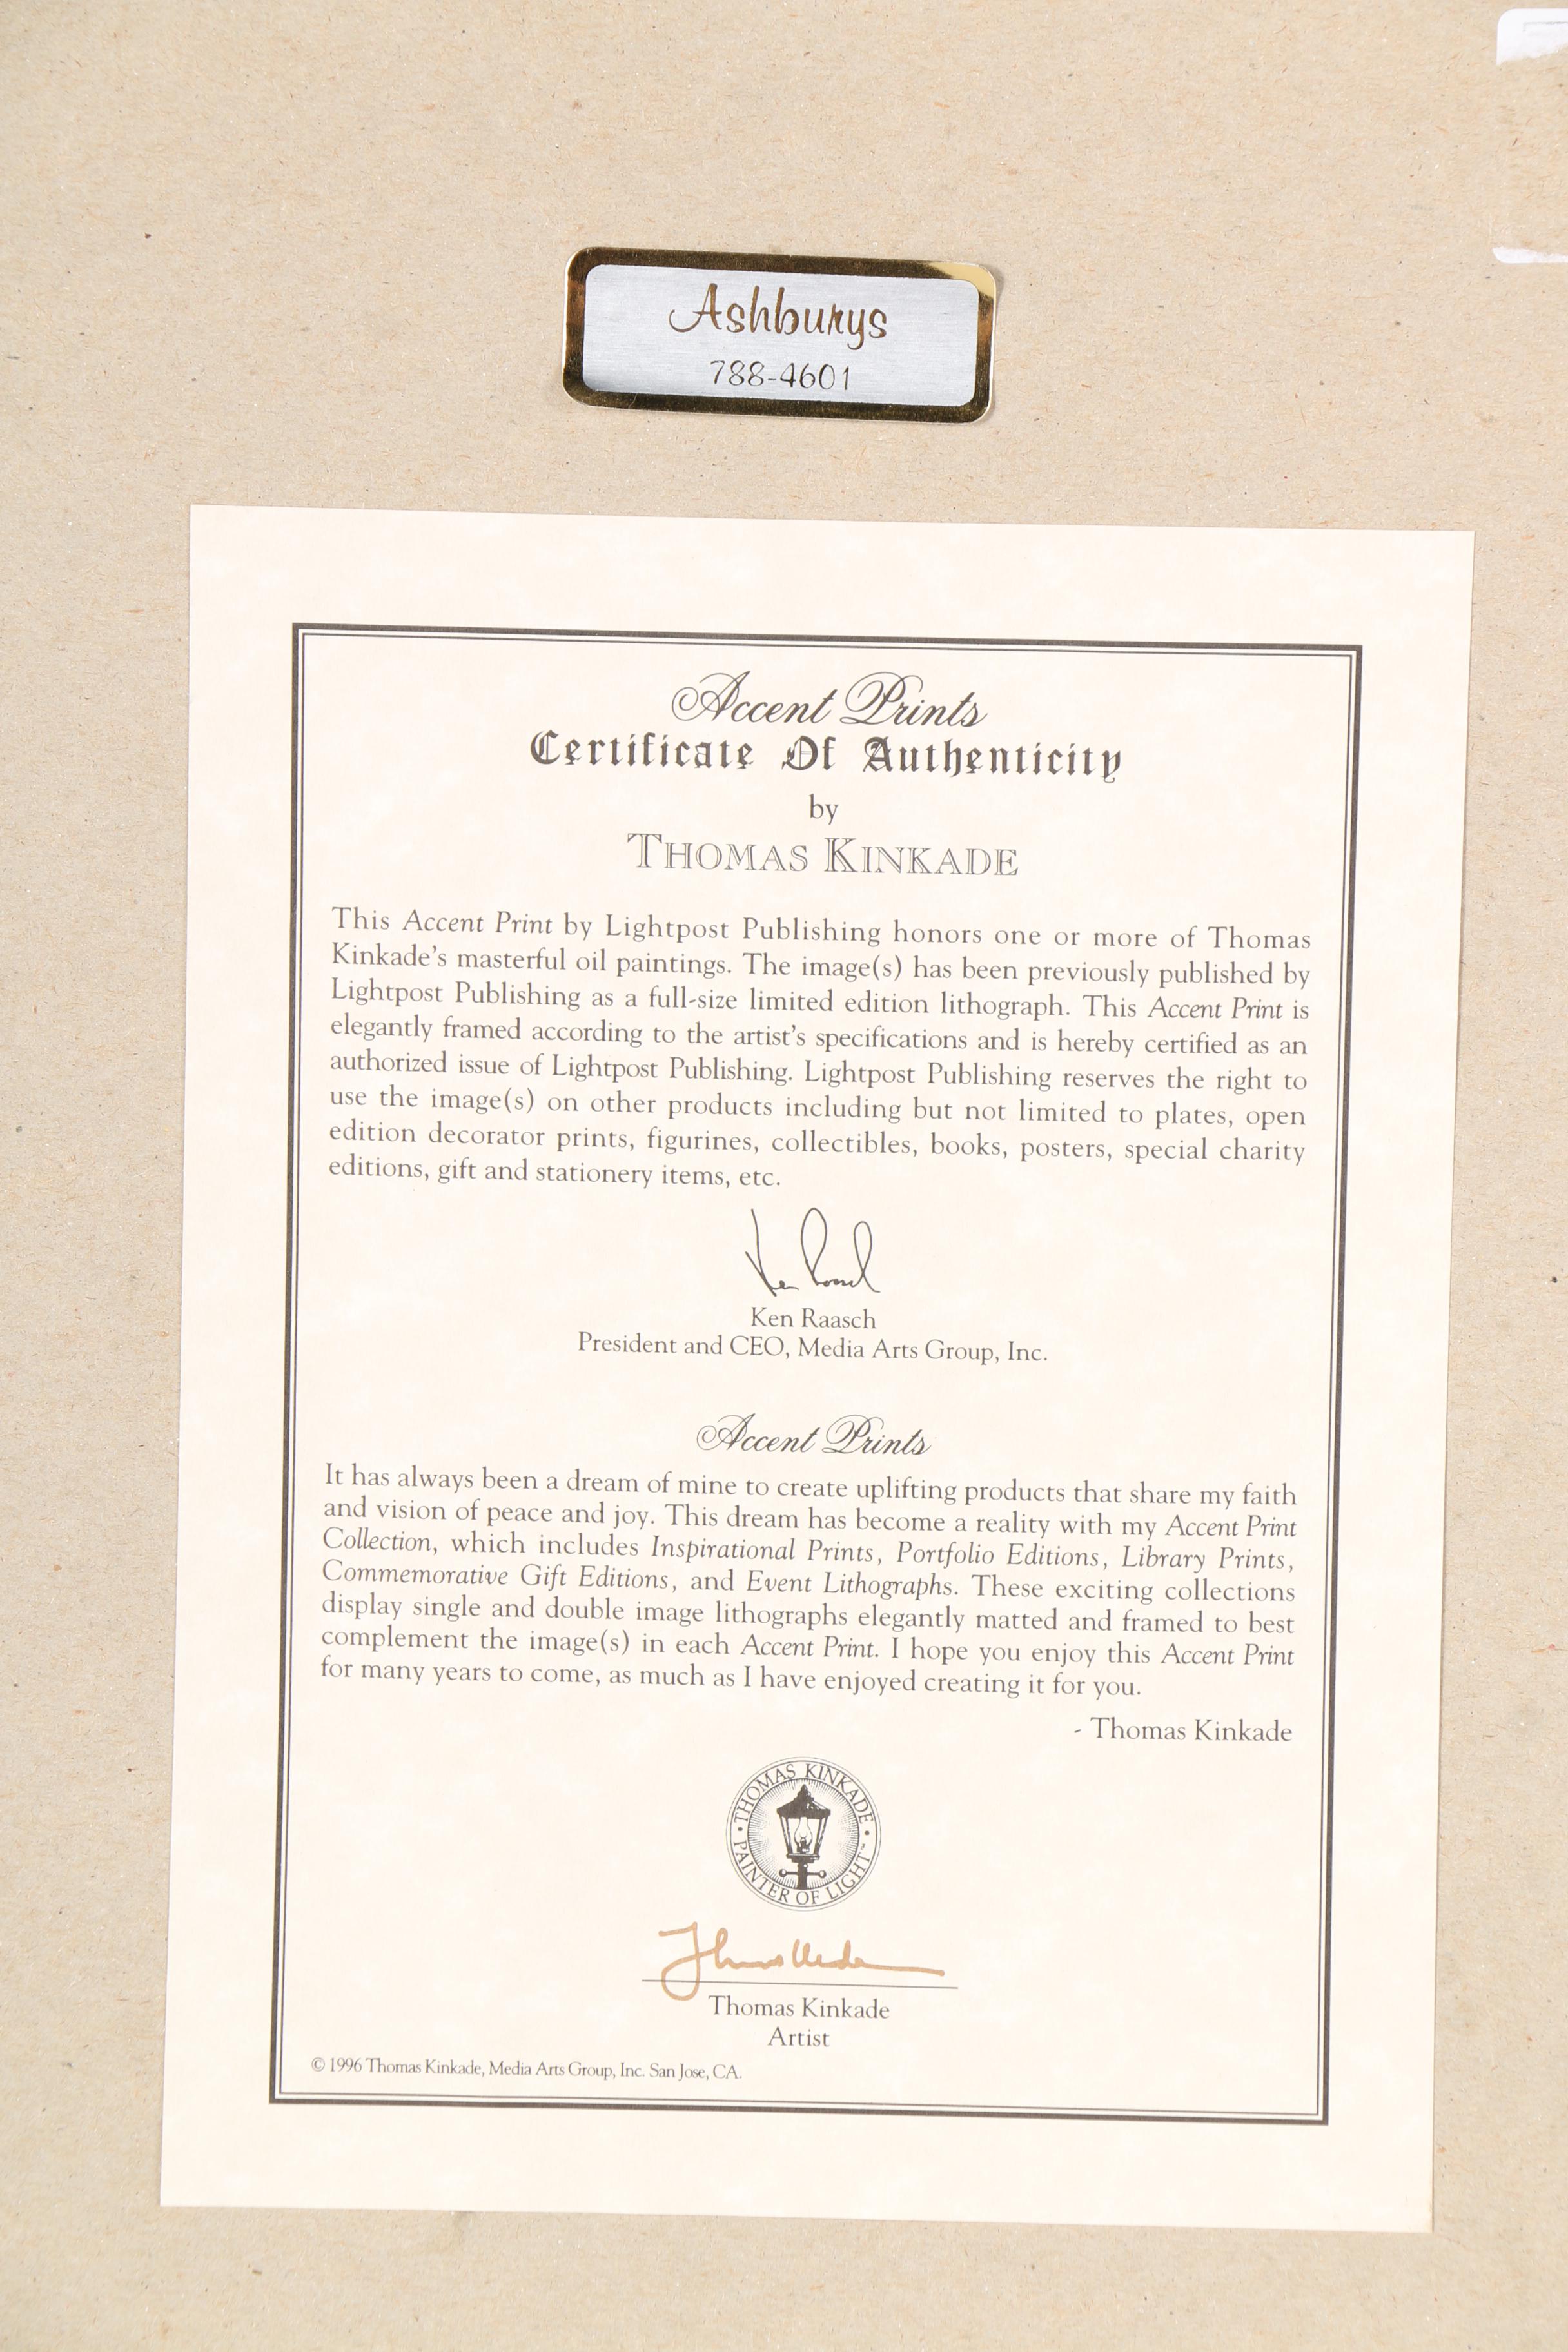 Ashburys
788-4601
Accent Prints
Certificate Of Authenticity
by
THOMAS KINKADE
This Accent Print by Lightpost Publishing honors one or more of Thomas
Kinkade's masterful oil paintings. The image(s) has been previously published by
Lightpost Publishing as a full-size limited edition lithograph. This Accent Print is
elegantly framed according to the artist's specifications and is hereby certified as an
authorized issue of Lightpost Publishing. Lightpost Publishing reserves the right to
use the image(s) on other products including but not limited to plates, open
edition decorator prints, figurines, collectibles, books, posters, special charity
editions, gift and stationery items, etc.
Ken Raasch
Ken Raasch
President and CEO, Media Arts Group, Inc.
Accent Prints
It has always been a dream of mine to create uplifting products that share my faith
and vision of peace and joy. This dream has become a reality with my Accent Print
Collection, which includes Inspirational Prints, Portfolio Editions, Library Prints,
Commemorative Gift Editions, and Event Lithographs. These exciting collections
display single and double image lithographs elegantly matted and framed to best
complement the image(s) in each Accent Print. I hope you enjoy this Accent Print
for many years to come, as much as I have enjoyed creating it for you.
- Thomas Kinkade
• THOMAS KINKADE •
PAINTER OF LIGHT™
Thomas Kinkade
Artist
© 1996 Thomas Kinkade, Media Arts Group, Inc. San Jose, CA.